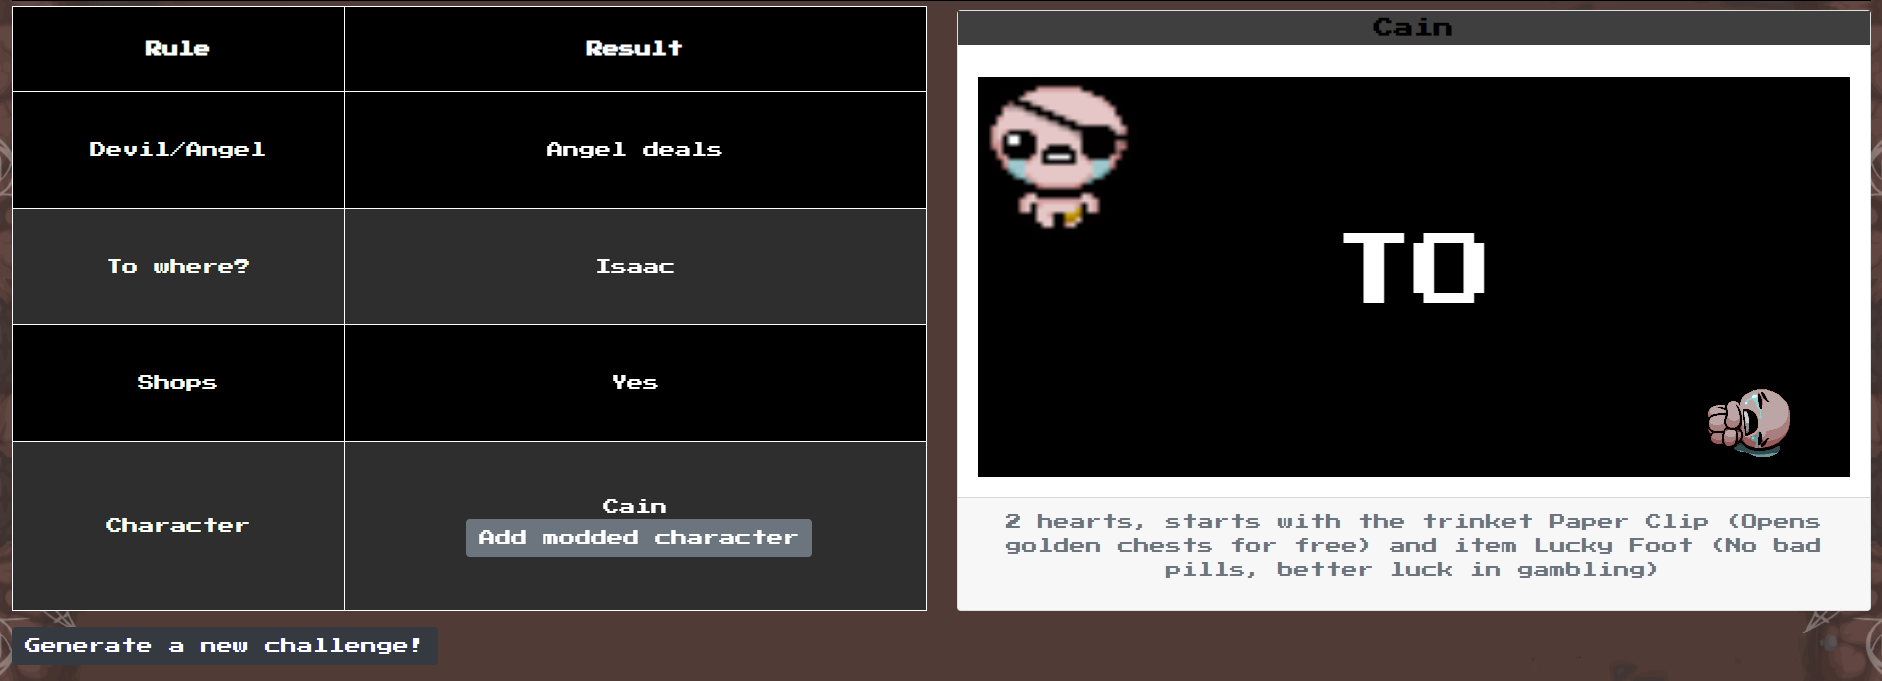 Rule Result
Devil/Angel Angel deals
To where? Isaac
Shops Yes
Character Cain
Add modded character
Generate a new challenge!
Cain
TO
2 hearts, starts with the trinket Paper Clip (Opens
golden chests for free) and item Lucky Foot (No bad
pills, better luck in gambling)